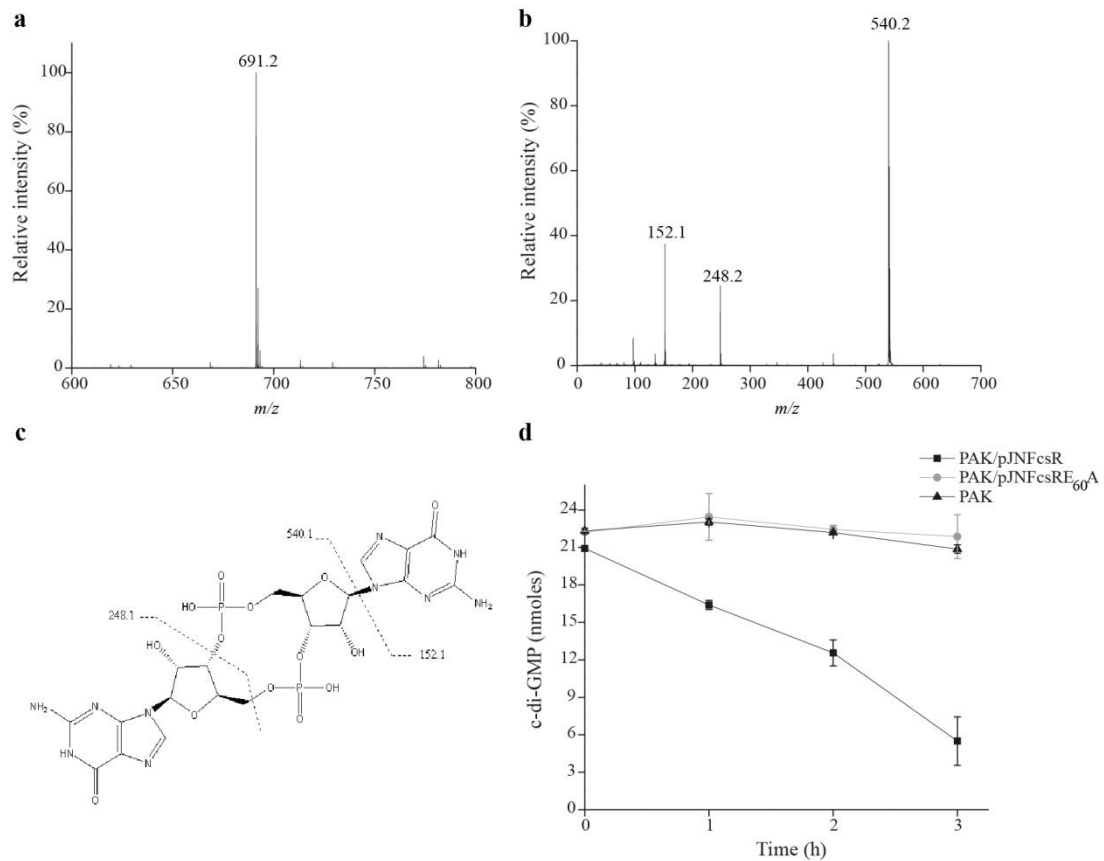 a
691.2
Relative intensity (%)
100
80
60
40
20
0
600
650
700
750
800
m/z
b
540.2
152.1
248.2
Relative intensity (%)
100
80
60
40
20
0
0
100
200
300
400
500
600
700
m/z
c
O
N
NH
N
N
NH₂
540.1
O
HO
P
O
O
248.1
O
HO
O
OH
152.1
O
P
OH
O
O
NH₂
N
N
HN
N
O
d
PAK/pJNFcsR
PAK/pJNFcsRE₆₀A
PAK
c-di-GMP (nmoles)
24
21
18
15
12
9
6
3
0
0
1
2
3
Time (h)